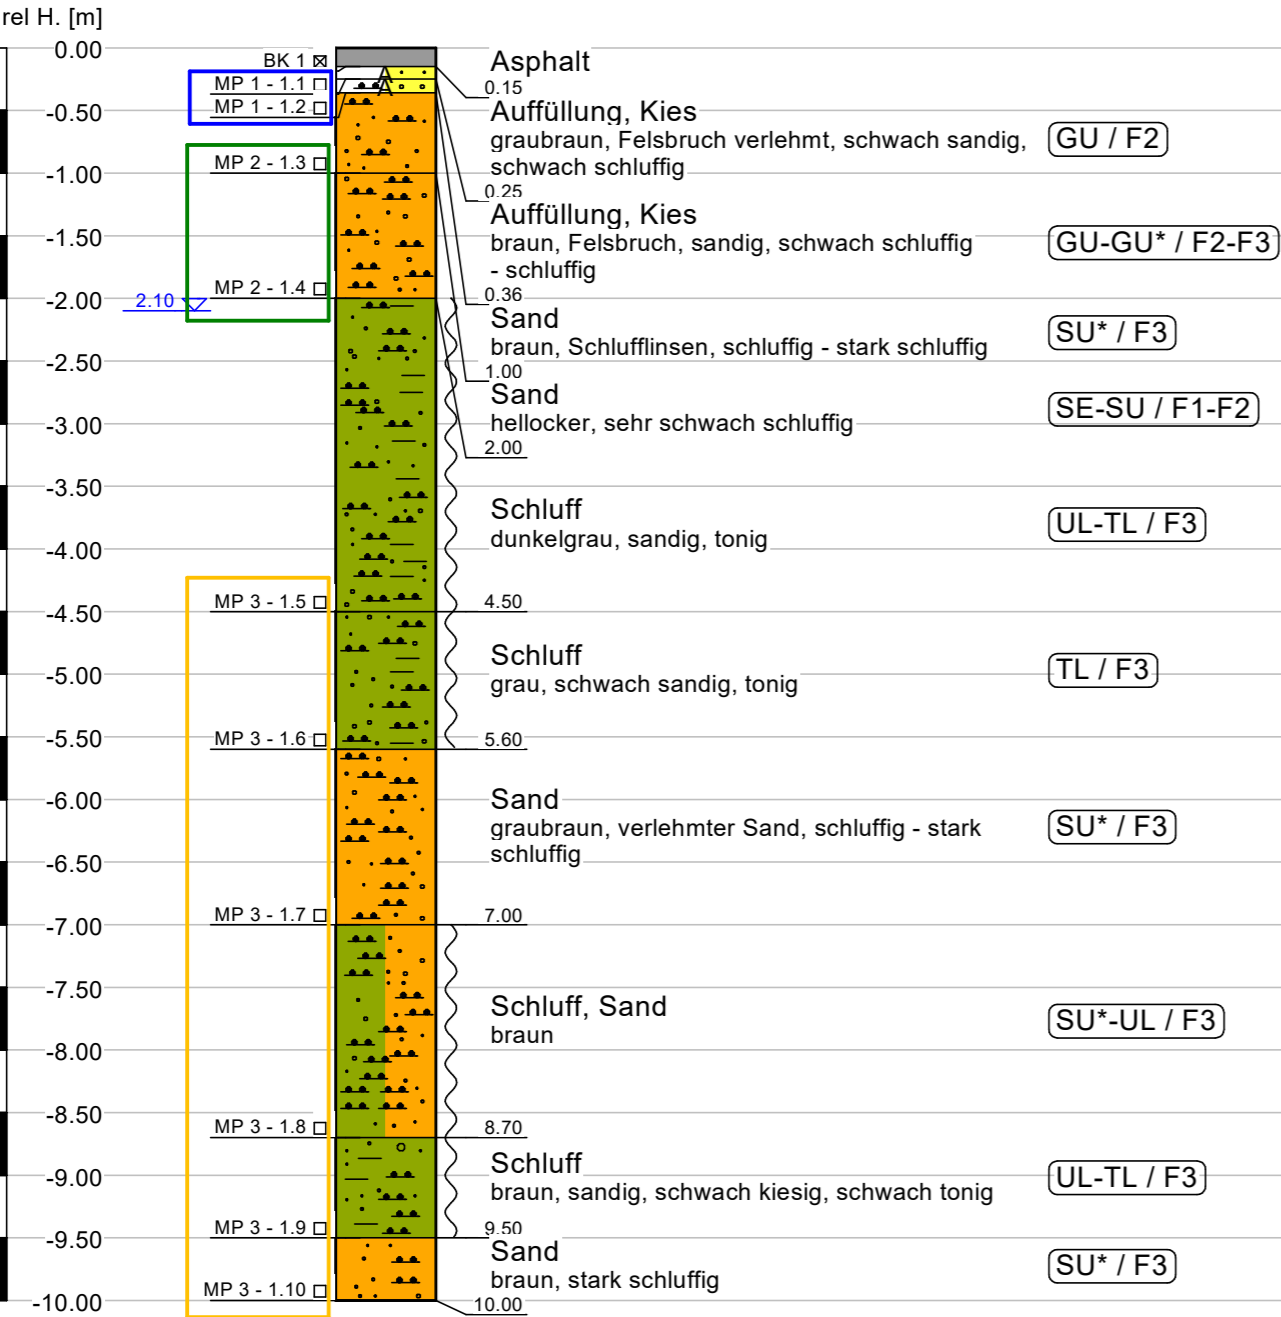 rel H. [m]
0.00
BK 1
Asphalt
MP 1 - 1.1
0.15
A
A
MP 1 - 1.2
-0.50
Auffüllung, Kies
graubraun, Felsbruch verlehmt, schwach sandig,
schwach schluffig
GU / F2
MP 2 - 1.3
-1.00
0.25
Auffüllung, Kies
braun, Felsbruch, sandig, schwach schluffig
- schluffig
GU-GU* / F2-F3
-1.50
MP 2 - 1.4
0.36
-2.00
2.10
Sand
braun, Schlufflinsen, schluffig - stark schluffig
SU* / F3
-2.50
1.00
Sand
hellocker, sehr schwach schluffig
SE-SU / F1-F2
-3.00
2.00
-3.50
Schluff
dunkelgrau, sandig, tonig
UL-TL / F3
-4.00
MP 3 - 1.5
4.50
-4.50
Schluff
grau, schwach sandig, tonig
TL / F3
-5.00
MP 3 - 1.6
5.60
-5.50
-6.00
Sand
graubraun, verlehmter Sand, schluffig - stark
schluffig
SU* / F3
-6.50
MP 3 - 1.7
7.00
-7.00
-7.50
Schluff, Sand
braun
SU*-UL / F3
-8.00
-8.50
MP 3 - 1.8
8.70
Schluff
braun, sandig, schwach kiesig, schwach tonig
UL-TL / F3
-9.00
MP 3 - 1.9
9.50
-9.50
Sand
braun, stark schluffig
SU* / F3
MP 3 - 1.10
-10.00
10.00